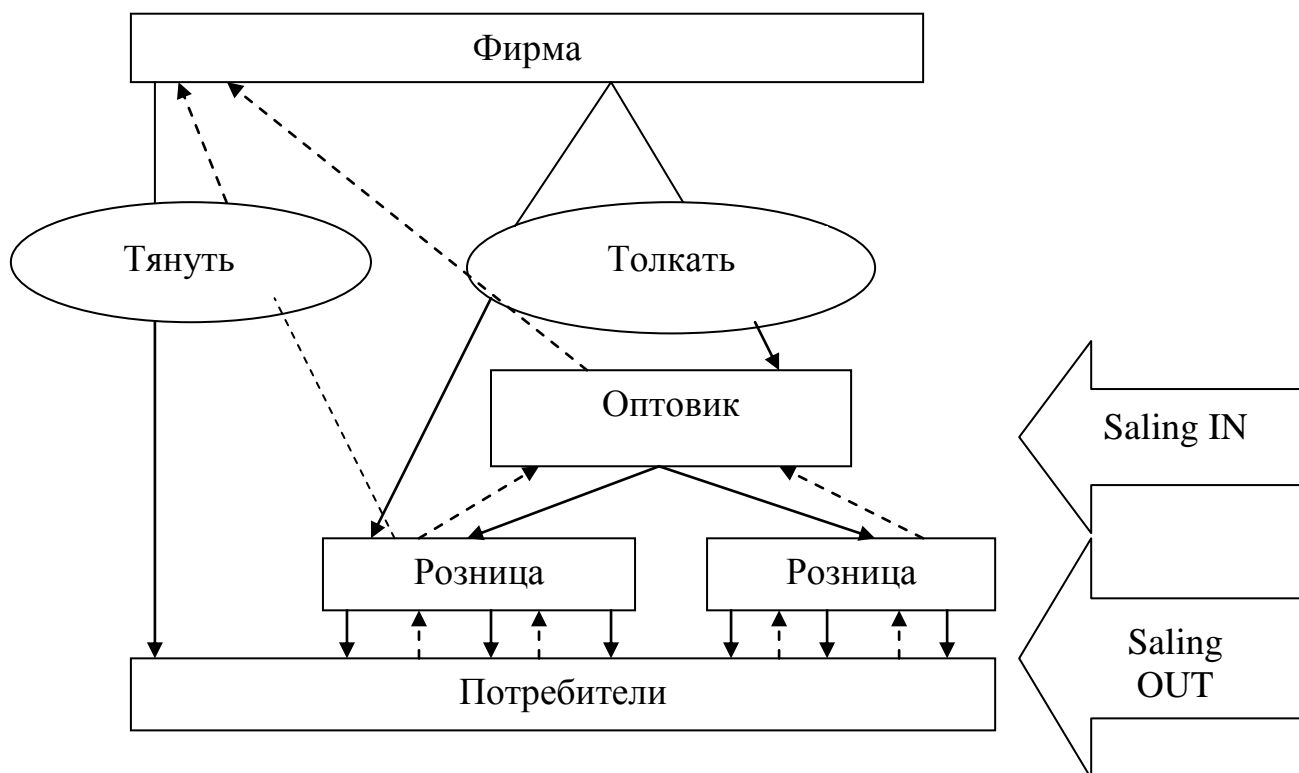 Фирма
Тянуть
Толкать
Оптовик
Saling IN
Розница
Розница
Saling
OUT
Потребители